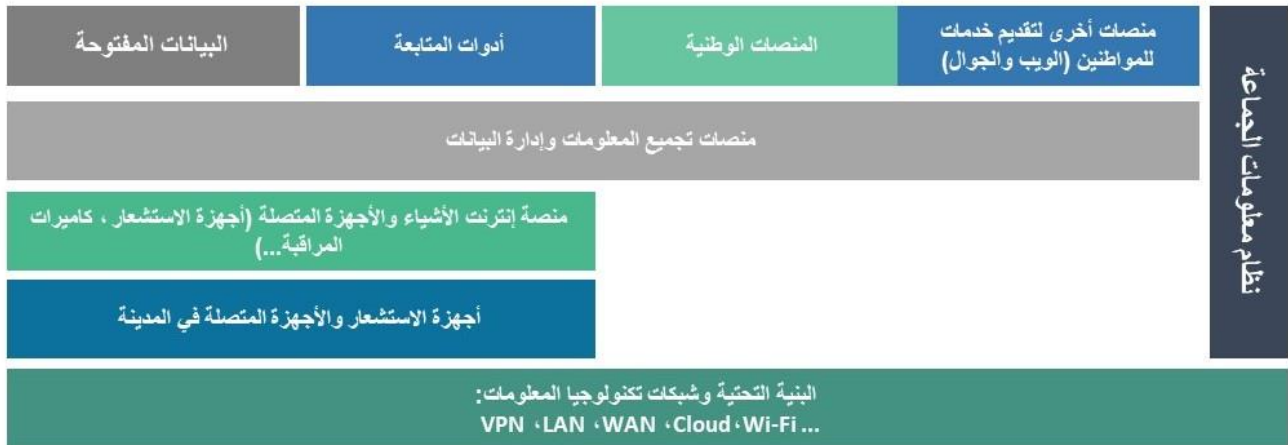 نظام معلومات الجماعة
منصات أخرى لتقديم خدمات
للمواطنين (الويب والجوال)
المنصات الوطنية
أدوات المتابعة
البيانات المفتوحة
منصات تجميع المعلومات وإدارة البيانات
منصة إنترنت الأشياء والأجهزة المتصلة (أجهزة الاستشعار ، كاميرات
المراقبة...)
أجهزة الاستشعار والأجهزة المتصلة في المدينة
البنية التحتية وشبكات تكنولوجيا المعلومات:
VPN ،LAN ،WAN ،Cloud ،Wi-Fi ...